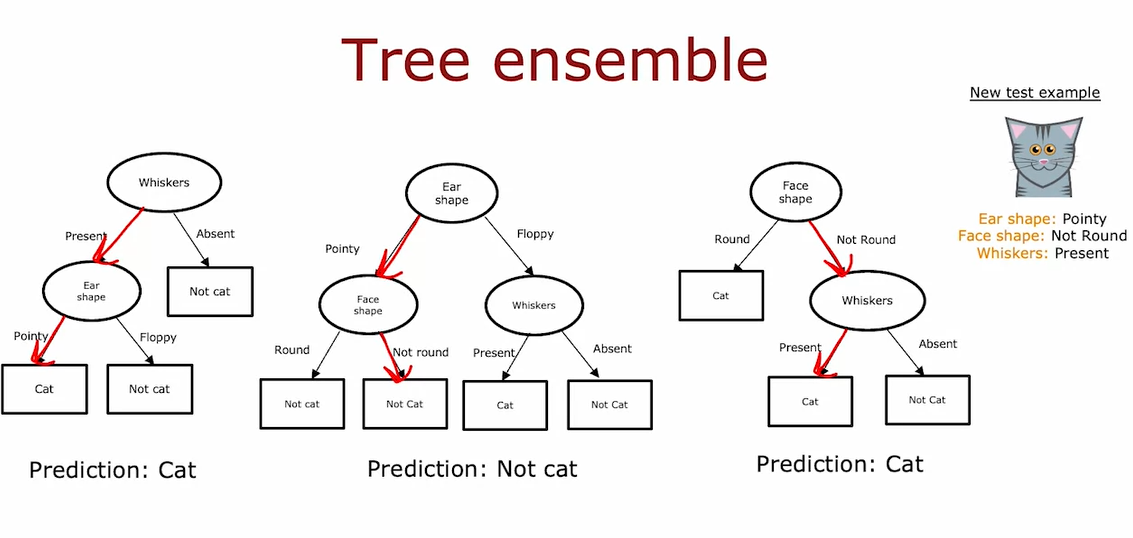 Tree ensemble
New test example
Ear shape: Pointy
Face shape: Not Round
Whiskers: Present
Whiskers
Present
Absent
Ear
shape
Not cat
Pointy
Floppy
Cat
Not cat
Prediction: Cat
Ear
shape
Pointy
Floppy
Face
shape
Whiskers
Round
Not round
Present
Absent
Not cat
Not Cat
Cat
Not Cat
Prediction: Not cat
Face
shape
Round
Not Round
Cat
Whiskers
Present
Absent
Cat
Not Cat
Prediction: Cat